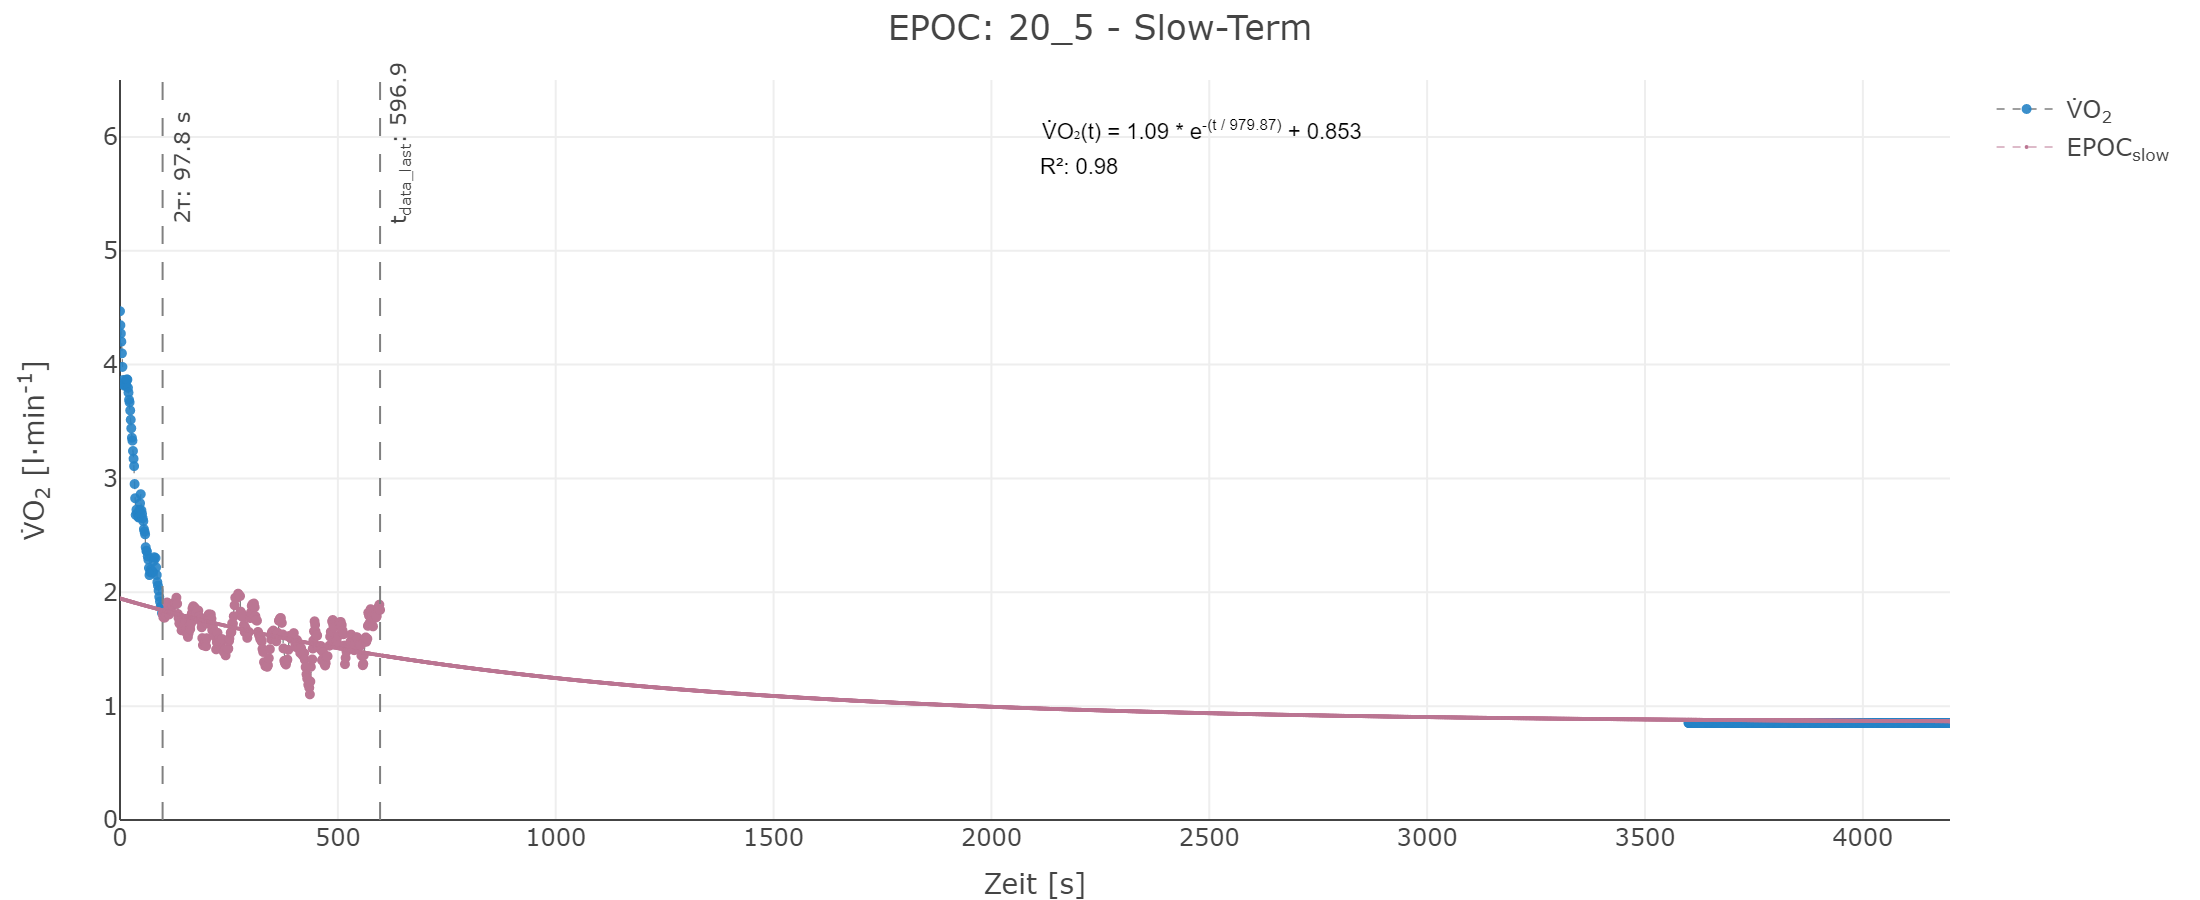 EPOC: 20_5 - Slow-Term
V̇O₂
EPOCslow
V̇O₂(t) = 1.09 * e-(t / 979.87) + 0.853
R²: 0.98
2τ: 97.8 s
tdata_last: 596.9
V̇O₂ [l·min⁻¹]
6
5
4
3
2
1
0
0 500 1000 1500 2000 2500 3000 3500 4000
Zeit [s]